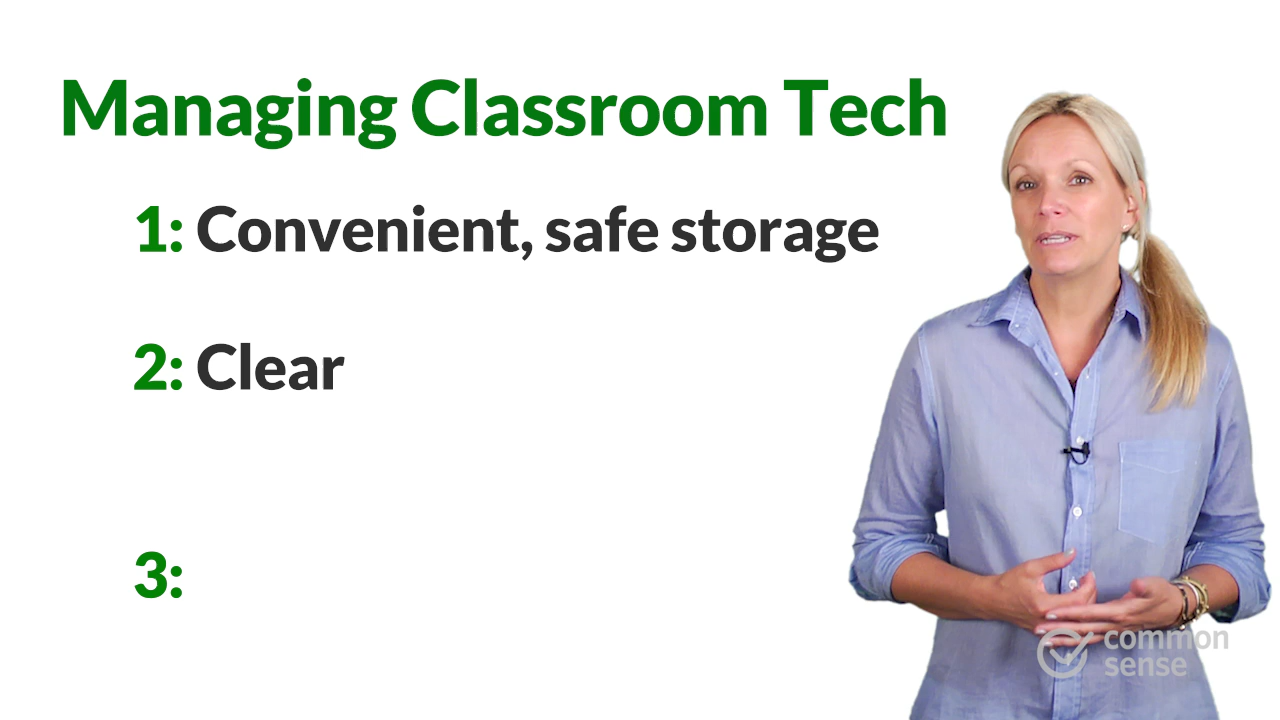 Managing Classroom Tech
1: Convenient, safe storage
2: Clear
3:
common
sense